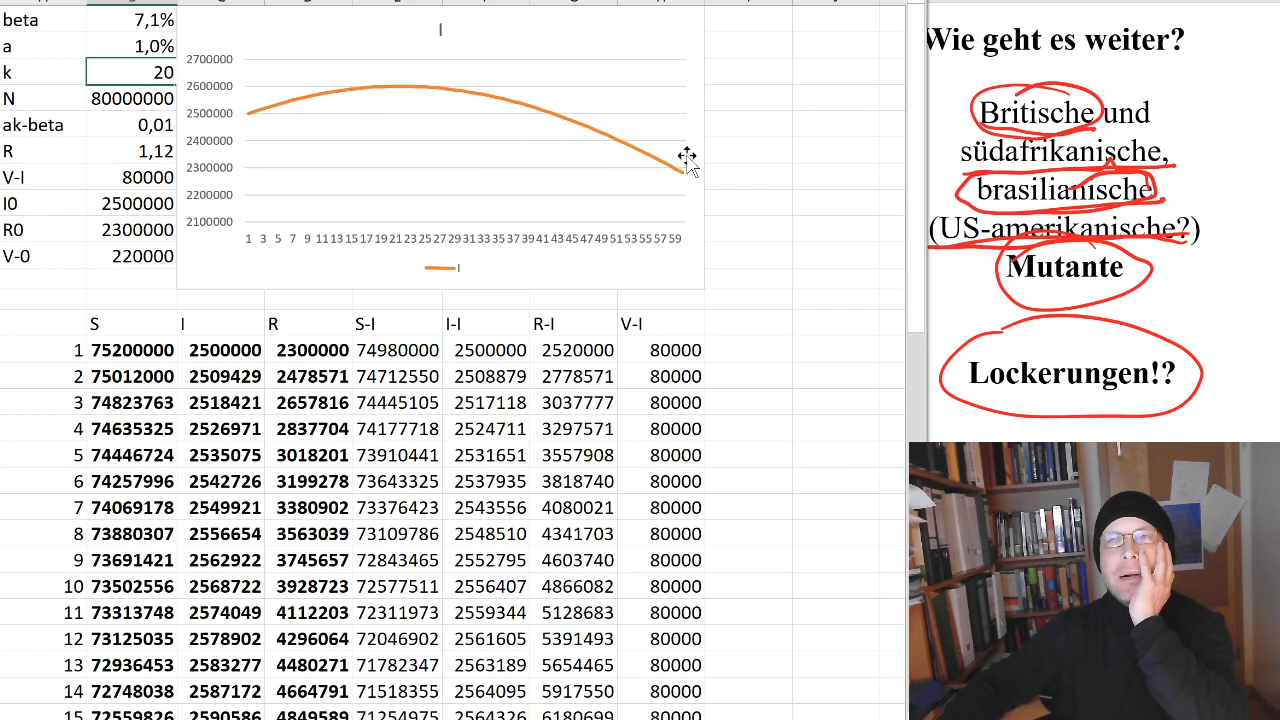 beta 7,1%
a 1,0%
k 20
N 80000000
ak-beta 0,01
R 1,12
V-I 80000
I0 2500000
R0 2300000
V-0 220000
I
2700000
2600000
2500000
2400000
2300000
2200000
2100000
1 3 5 7 9 11 13 15 17 19 21 23 25 27 29 31 33 35 37 39 41 43 45 47 49 51 53 55 57 59
I
S I R S-I I-I R-I V-I
1 75200000 2500000 2300000 74980000 2500000 2520000 80000
2 75012000 2509429 2478571 74712550 2508879 2778571 80000
3 74823763 2518421 2657816 74445105 2517118 3037777 80000
4 74635325 2526971 2837704 74177718 2524711 3297571 80000
5 74446724 2535075 3018201 73910441 2531651 3557908 80000
6 74257996 2542726 3199278 73643325 2537935 3818740 80000
7 74069178 2549921 3380902 73376423 2543556 4080021 80000
8 73880307 2556654 3563039 73109786 2548510 4341703 80000
9 73691421 2562922 3745657 72843465 2552795 4603740 80000
10 73502556 2568722 3928723 72577511 2556407 4866082 80000
11 73313748 2574049 4112203 72311973 2559344 5128683 80000
12 73125035 2578902 4296064 72046902 2561605 5391493 80000
13 72936453 2583277 4480271 71782347 2563189 5654465 80000
14 72748038 2587172 4664791 71518355 2564095 5917550 80000
15 72559826 2590586 4849589 71254975 2564326 6180699 80000
Wie geht es weiter?
Britische und
südafrikanische,
brasilianische
(US-amerikanische?)
Mutante
Lockerungen!?